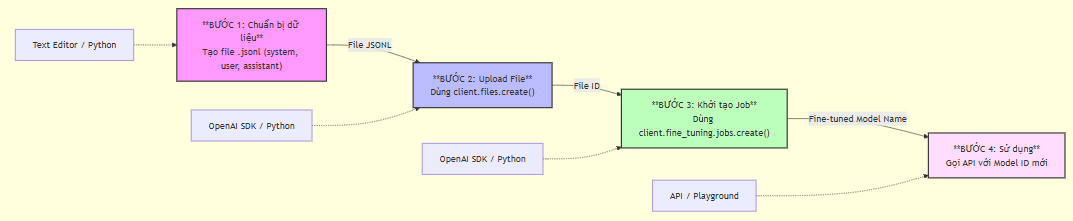 **BƯỚC 1: Chuẩn bị dữ
liệu**
Tạo file .jsonl (system,
user, assistant)
Text Editor / Python
File JSONL
**BƯỚC 2: Upload File**
Dùng client.files.create()
File ID
OpenAI SDK / Python
**BƯỚC 3: Khởi tạo Job**
Dùng
client.fine_tuning.jobs.create()
Fine-tuned Model Name
OpenAI SDK / Python
**BƯỚC 4: Sử dụng**
Gọi API với Model ID mới
API / Playground